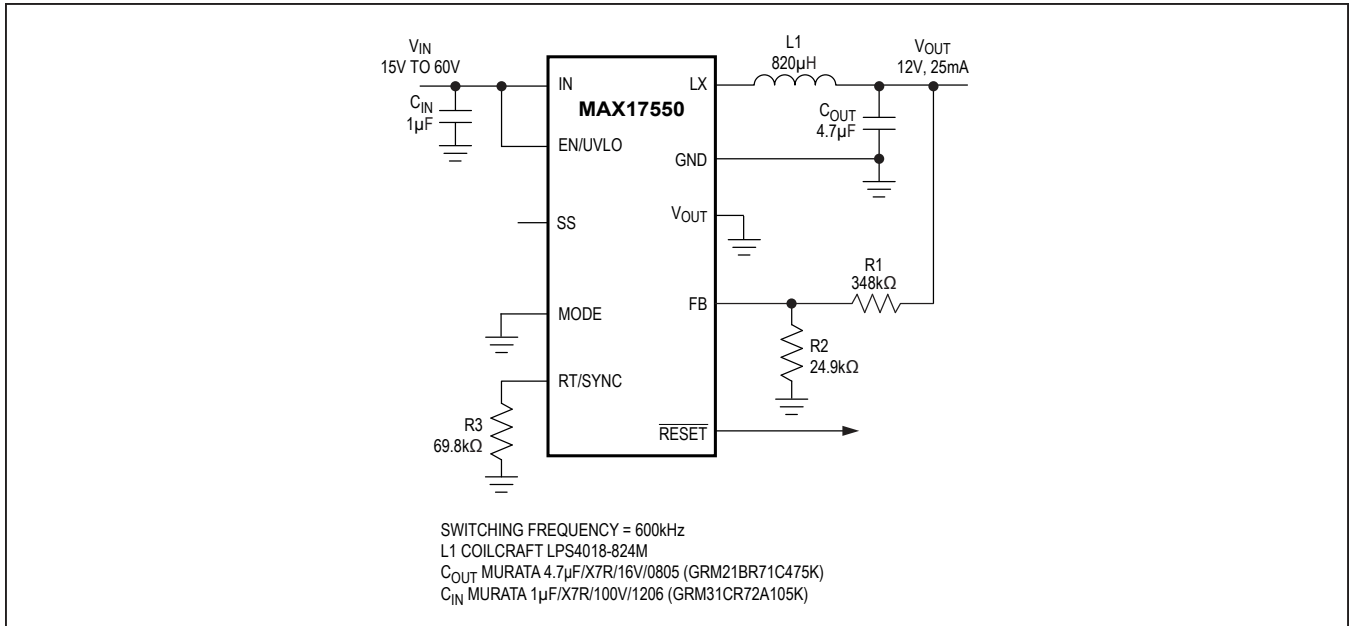 VIN
15V TO 60V
CIN
1µF
IN
EN/UVLO
SS
MODE
RT/SYNC
R3
69.8kΩ
MAX17550
LX
GND
VOUT
FB
RESET
L1
820µH
VOUT
12V, 25mA
COUT
4.7µF
R1
348kΩ
R2
24.9kΩ
SWITCHING FREQUENCY = 600kHz
L1 COILCRAFT LPS4018-824M
COUT MURATA 4.7µF/X7R/16V/0805 (GRM21BR71C475K)
CIN MURATA 1µF/X7R/100V/1206 (GRM31CR72A105K)